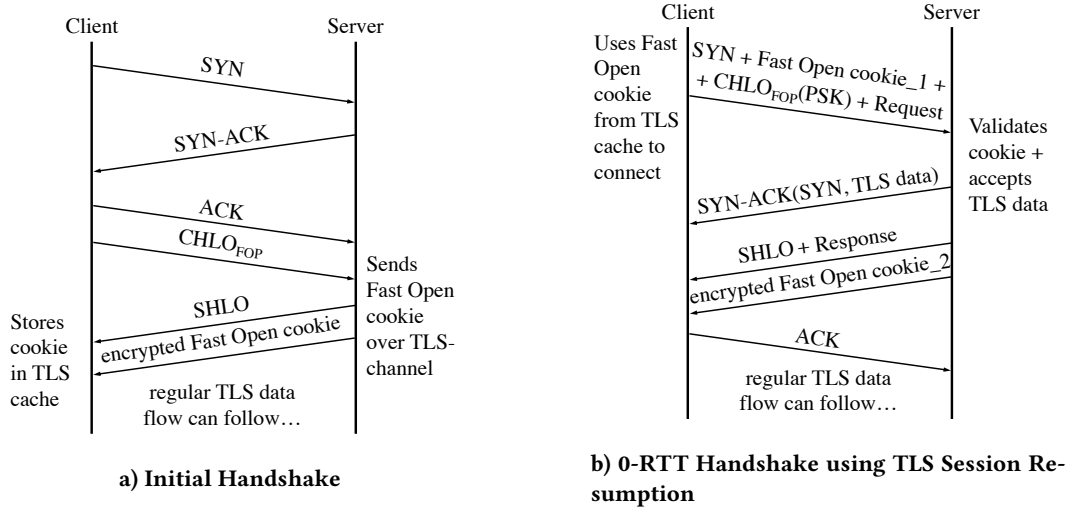 Client
Server
SYN
SYN-ACK
ACK
CHLO_FOP
Sends
Fast Open
cookie
over TLS-
channel
SHLO
encrypted Fast Open cookie
Stores
cookie
in TLS
cache
regular TLS data
flow can follow…
a) Initial Handshake
Client
Server
Uses Fast
Open
cookie
from TLS
cache to
connect
SYN + Fast Open cookie_1 +
+ CHLO_FOP(PSK) + Request
Validates
cookie +
accepts
TLS data
SYN-ACK(SYN, TLS data)
SHLO + Response
encrypted Fast Open cookie_2
ACK
regular TLS data
flow can follow…
b) 0-RTT Handshake using TLS Session Re-
sumption